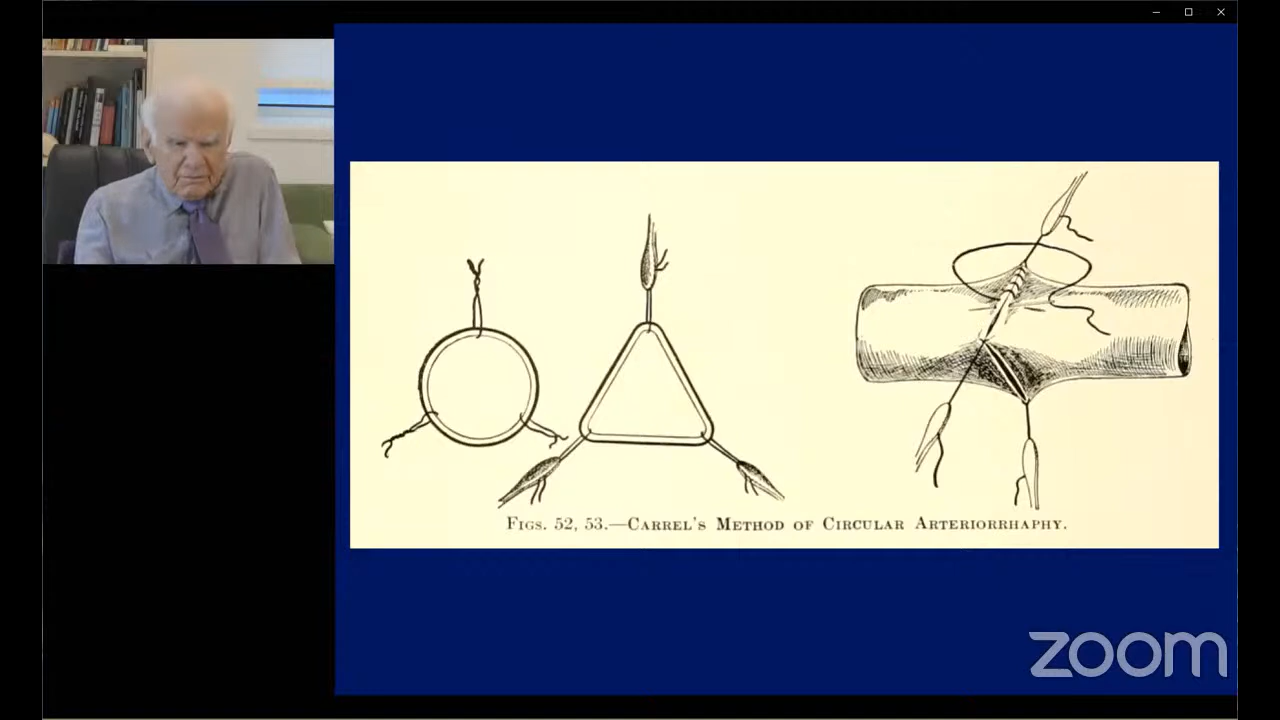 Figs. 52, 53.—Carrel's Method of Circular Arteriorrhaphy.
zoom